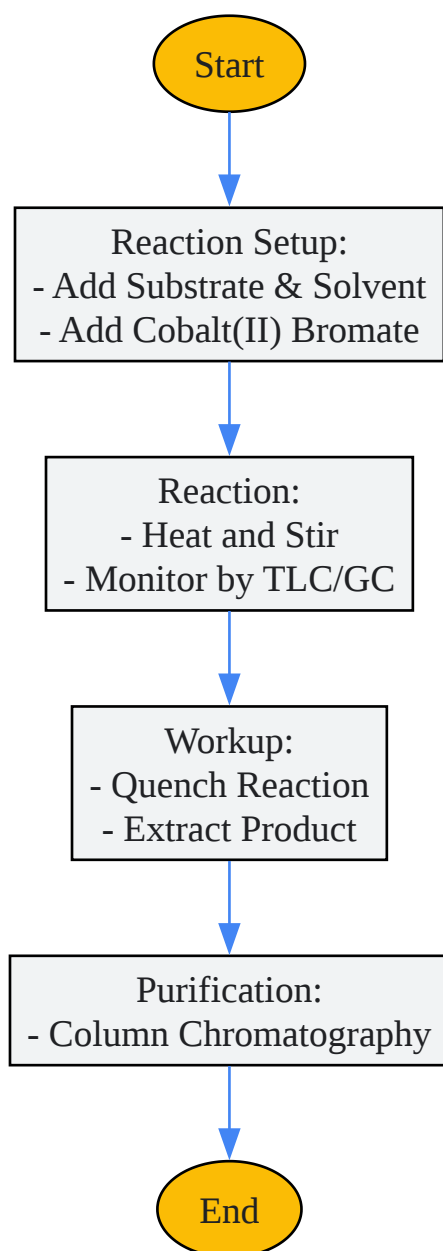 Start
Reaction Setup:
- Add Substrate & Solvent
- Add Cobalt(II) Bromate
Reaction:
- Heat and Stir
- Monitor by TLC/GC
Workup:
- Quench Reaction
- Extract Product
Purification:
- Column Chromatography
End